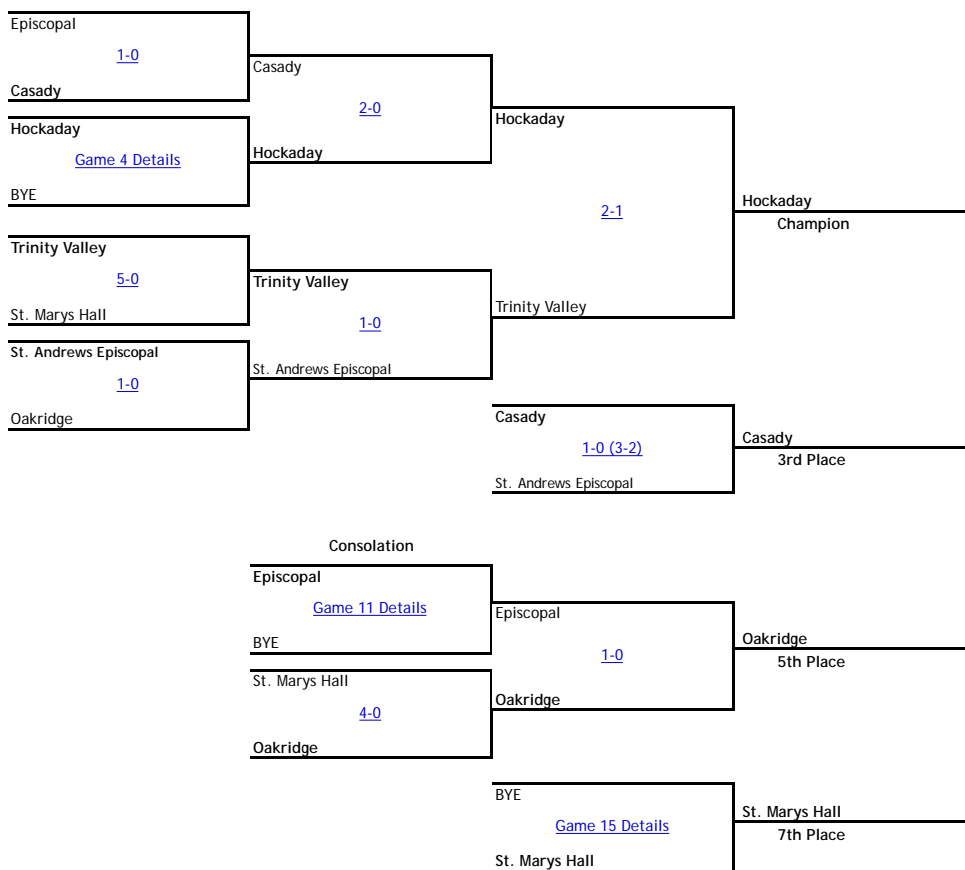 Episcopal
1-0
Casady
Hockaday
Game 4 Details
BYE
Trinity Valley
5-0
St. Marys Hall
St. Andrews Episcopal
1-0
Oakridge
Casady
2-0
Hockaday
Trinity Valley
1-0
St. Andrews Episcopal
Hockaday
2-1
Trinity Valley
Hockaday
Champion
Casady
1-0 (3-2)
St. Andrews Episcopal
Casady
3rd Place
Consolation
Episcopal
Game 11 Details
BYE
St. Marys Hall
4-0
Oakridge
Episcopal
1-0
Oakridge
Oakridge
5th Place
BYE
Game 15 Details
St. Marys Hall
St. Marys Hall
7th Place